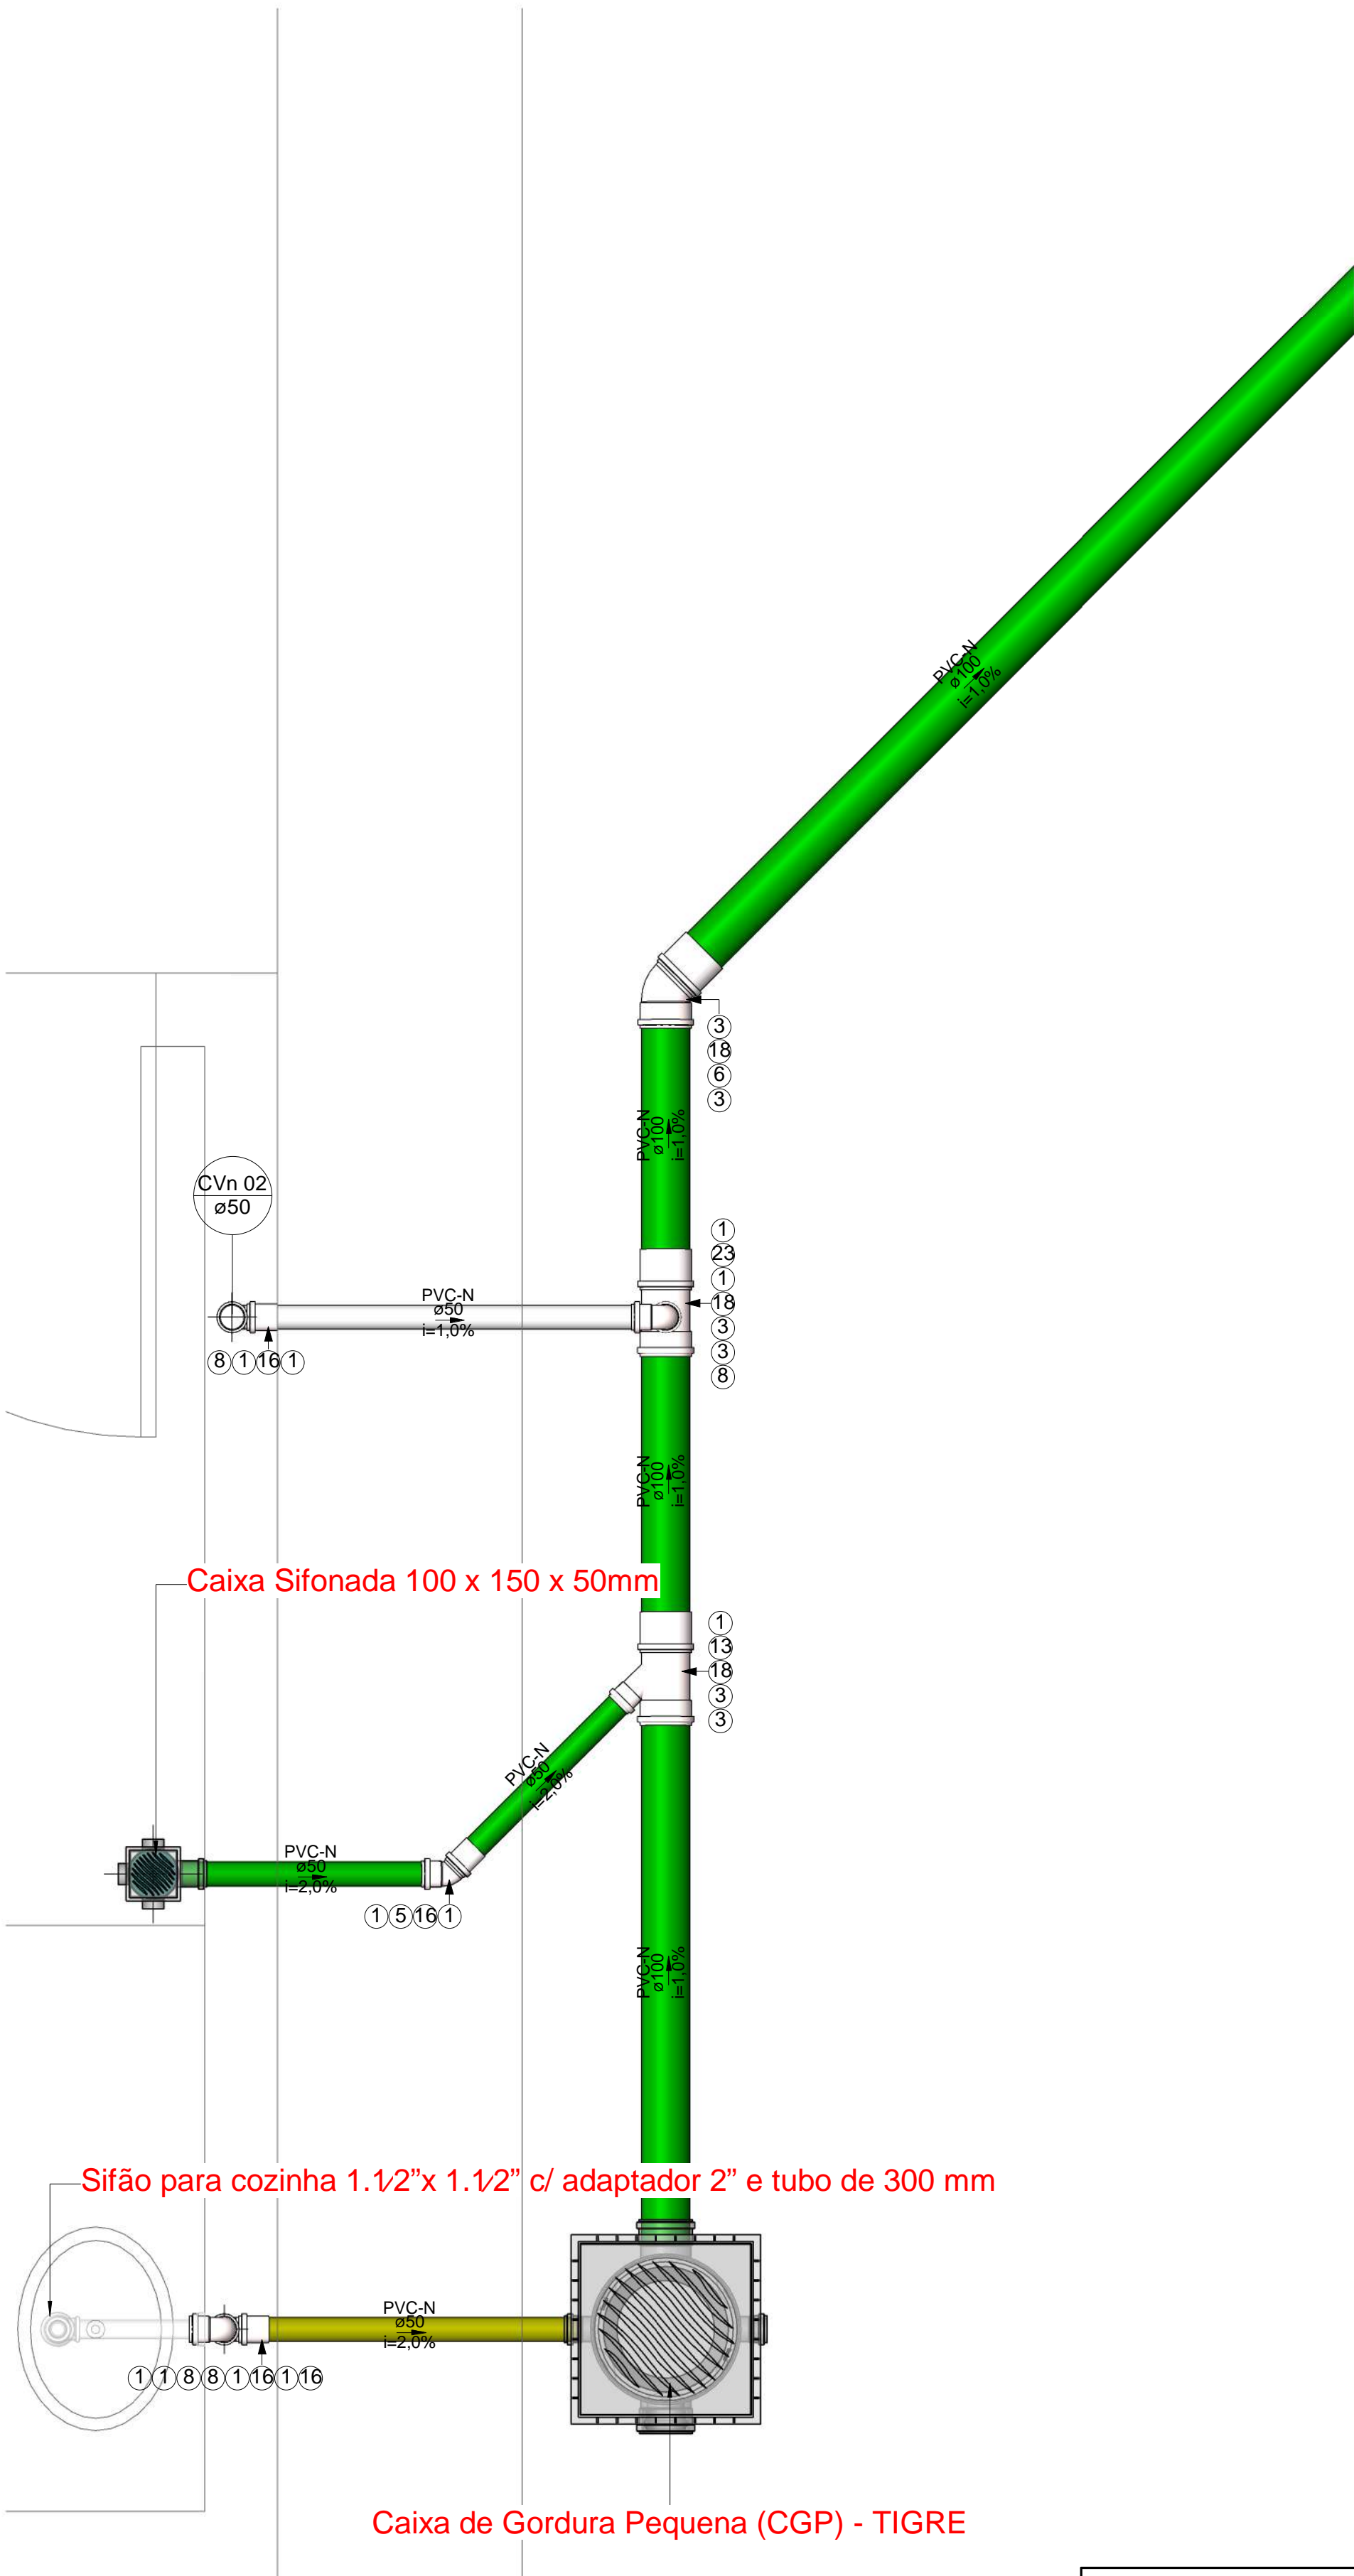 PVC-N
ø100
i=1,0%
3
18
6
3
PVC-N
ø100
i=1,0%
CVn 02
ø50
1
23
1
18
3
3
8
PVC-N
ø50
i=1,0%
8 1 16 1
PVC-N
ø100
i=1,0%
Caixa Sifonada 100 x 150 x 50mm
1
13
18
3
3
PVC-N
ø50
i=2,0%
PVC-N
ø50
i=2,0%
1 5 16 1
PVC-N
ø100
i=1,0%
Sifão para cozinha 1.1/2”x 1.1/2” c/ adaptador 2” e tubo de 300 mm
PVC-N
ø50
i=2,0%
1 1 8 8 1 16 1 16
Caixa de Gordura Pequena (CGP) - TIGRE